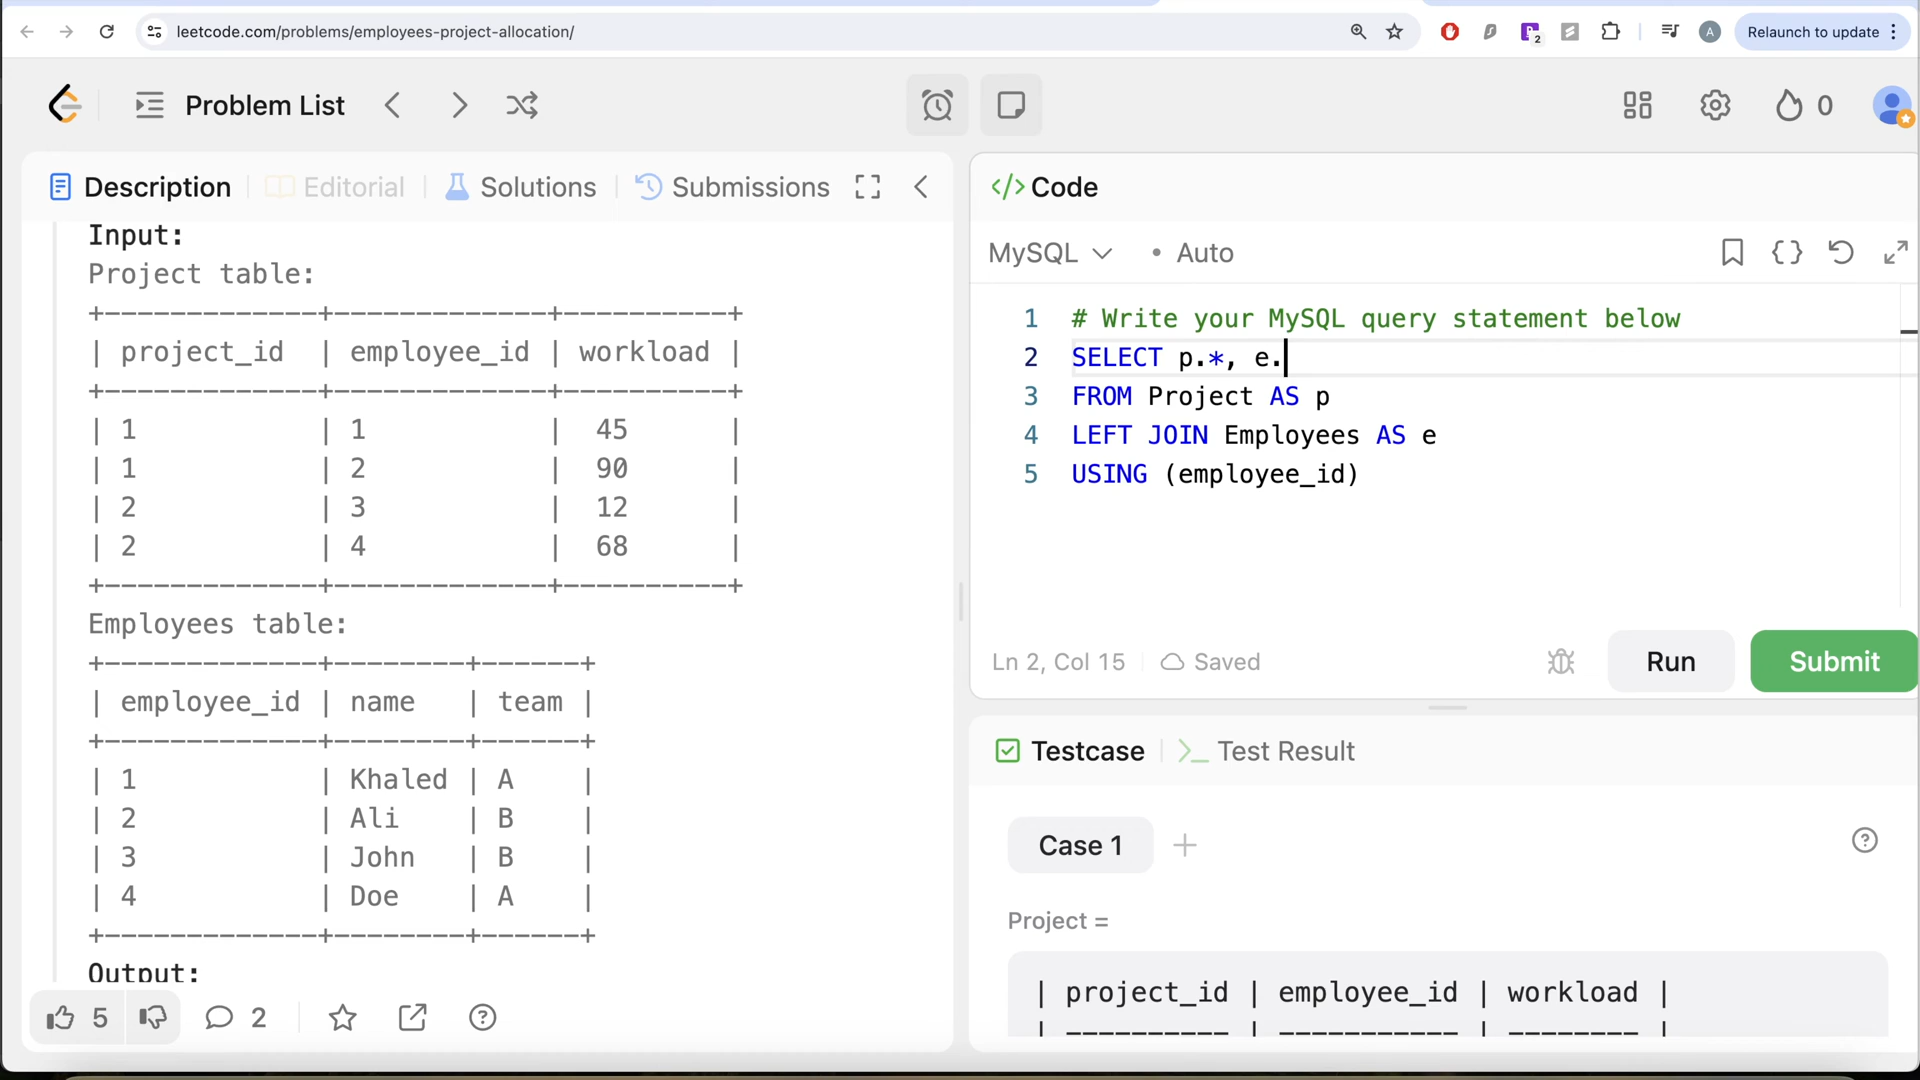 leetcode.com/problems/employees-project-allocation/
2
A
Relaunch to update
Problem List
0
Description
Editorial
Solutions
Submissions
Input:
Project table:
+--------------+--------------+-----------+
| project_id | employee_id | workload |
+--------------+--------------+-----------+
| 1 | 1 | 45 |
| 1 | 2 | 90 |
| 2 | 3 | 12 |
| 2 | 4 | 68 |
+--------------+--------------+-----------+
Employees table:
+--------------+--------+------+
| employee_id | name | team |
+--------------+--------+------+
| 1 | Khaled | A |
| 2 | Ali | B |
| 3 | John | B |
| 4 | Doe | A |
+--------------+--------+------+
Output:
5
2
</> Code
MySQL
• Auto
1 # Write your MySQL query statement below
2 SELECT p.*, e.
3 FROM Project AS p
4 LEFT JOIN Employees AS e
5 USING (employee_id)
Ln 2, Col 15
Saved
Run
Submit
Testcase
>_ Test Result
Case 1
+
Project =
| project_id | employee_id | workload |
| ---------- | ----------- | -------- |